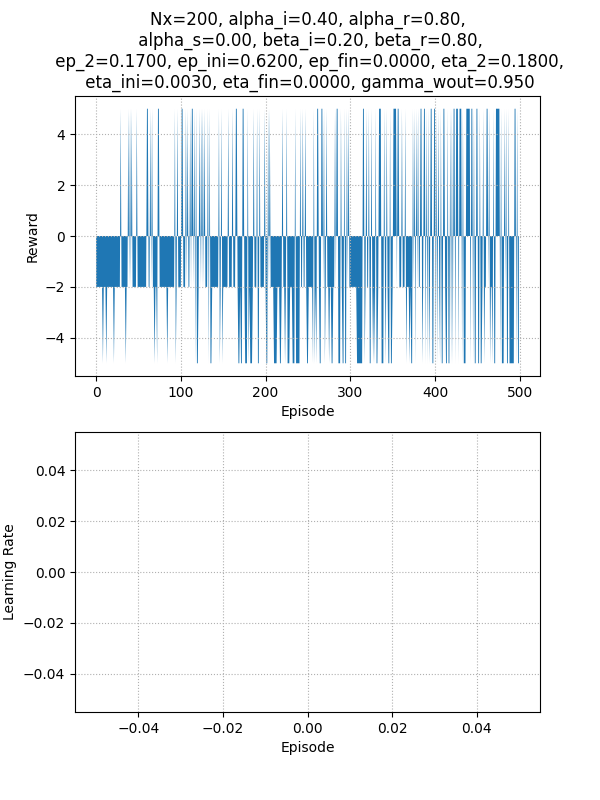 Nx=200, alpha_i=0.40, alpha_r=0.80,
alpha_s=0.00, beta_i=0.20, beta_r=0.80,
ep_2=0.1700, ep_ini=0.6200, ep_fin=0.0000, eta_2=0.1800,
eta_ini=0.0030, eta_fin=0.0000, gamma_wout=0.950
4
2
0
−2
−4
Reward
0 100 200 300 400 500
Episode
0.04
0.02
0.00
−0.02
−0.04
Learning Rate
−0.04 −0.02 0.00 0.02 0.04
Episode